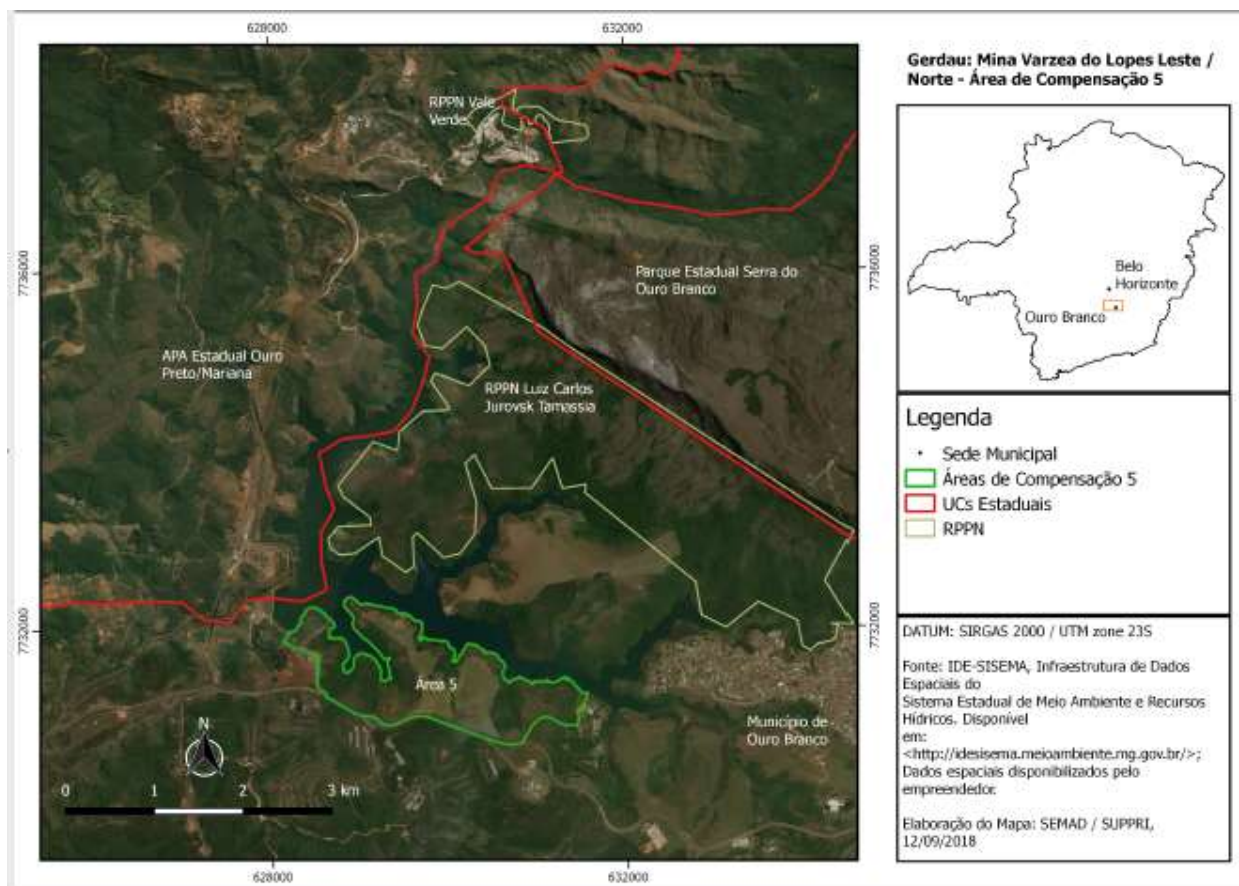 628000
632000
Gerdau: Mina Varzea do Lopes Leste /
Norte - Área de Compensação 5
RPPN Vale
Verde
7736000
7736000
Parque Estadual Serra do
Ouro Branco
Belo
Horizonte
Ouro Branco
APA Estadual Ouro
Preto/Mariana
RPPN Luiz Carlos
Jurovsk Tamassia
Legenda
Sede Municipal
Áreas de Compensação 5
UCs Estaduais
RPPN
7732000
7732000
Área 5
Município de
Ouro Branco
N
0 1 2 3 km
DATUM: SIRGAS 2000 / UTM zone 23S
Fonte: IDE-SISEMA, Infraestrutura de Dados
Espaciais do
Sistema Estadual de Meio Ambiente e Recursos
Hídricos. Disponível
em:
<http://idesisema.meioambiente.mg.gov.br/>;
Dados espaciais disponibilizados pelo
empreendedor.
Elaboração do Mapa: SEMAD / SUPPRI,
12/09/2018
628000
632000